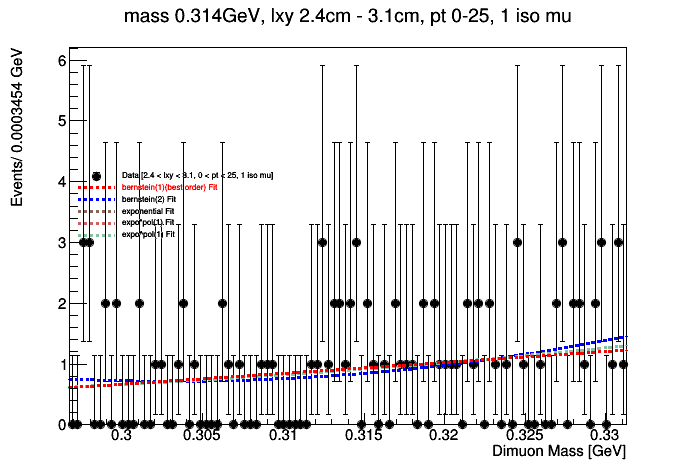 mass 0.314GeV, lxy 2.4cm - 3.1cm, pt 0-25, 1 iso mu
Events/ 0.0003454 GeV
6
5
4
3
2
1
0
Data [2.4 < lxy < 3.1, 0 < pt < 25, 1 iso mu]
bernstein(1)(best order) Fit
bernstein(2) Fit
exponential Fit
expo*pol(1) Fit
expo*pol(1) Fit
0.3 0.305 0.31 0.315 0.32 0.325 0.33
Dimuon Mass [GeV]